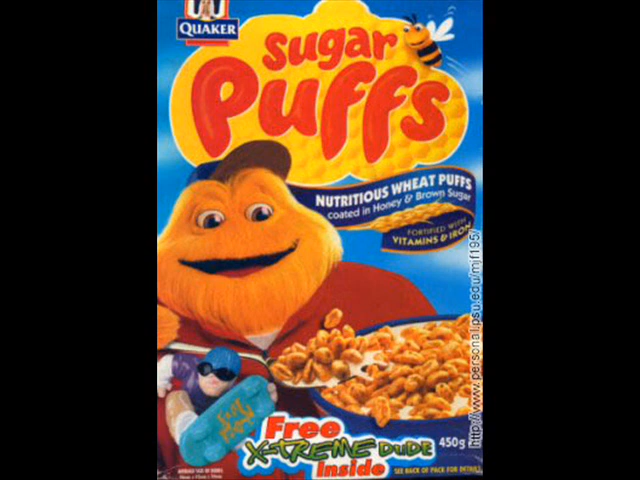 QUAKER
sugar
Puffs
NUTRITIOUS WHEAT PUFFS
coated in Honey & Brown Sugar
FORTIFIED WITH
VITAMINS & IRON
http://www.personal.psu.edu/mjf195/
Free
X-TREME DUDE
Inside
450g
SEE BACK OF PACK FOR DETAILS